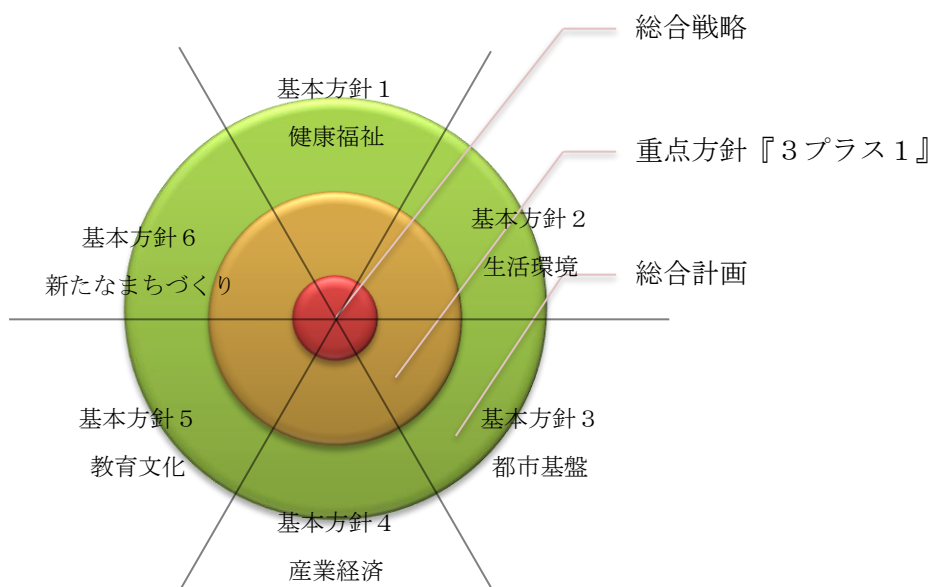 総合戦略
重点方針『３プラス１』
総合計画
基本方針１
健康福祉
基本方針２
生活環境
基本方針３
都市基盤
基本方針４
産業経済
基本方針５
教育文化
基本方針６
新たなまちづくり